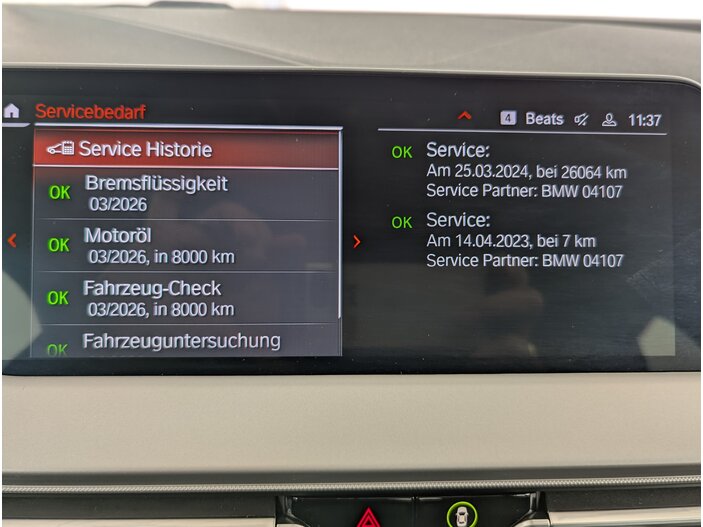 Servicebedarf
4 Beats 11:37
Service Historie
OK Bremsflüssigkeit
03/2026
OK Motoröl
03/2026, in 8000 km
OK Fahrzeug-Check
03/2026, in 8000 km
OK Fahrzeuguntersuchung
OK Service:
Am 25.03.2024, bei 26064 km
Service Partner: BMW 04107
OK Service:
Am 14.04.2023, bei 7 km
Service Partner: BMW 04107